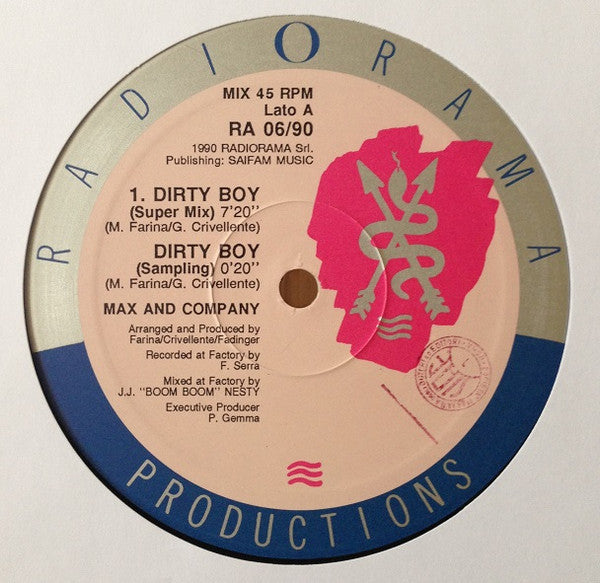 RADIORAMA
MIX 45 RPM
Lato A
RA 06/90
1990 RADIORAMA Srl.
Publishing: SAIFAM MUSIC
1. DIRTY BOY
(Super Mix) 7'20''
(M. Farina/G. Crivellente)
DIRTY BOY
(Sampling) 0'20''
(M. Farina/G. Crivellente)
MAX AND COMPANY
Arranged and Produced by
Farina/Crivellente/Fadinger
Recorded at Factory by
F. Serra
Mixed at Factory by
J.J. "BOOM BOOM" NESTY
Executive Producer
P. Gemma
PRODUCTIONS